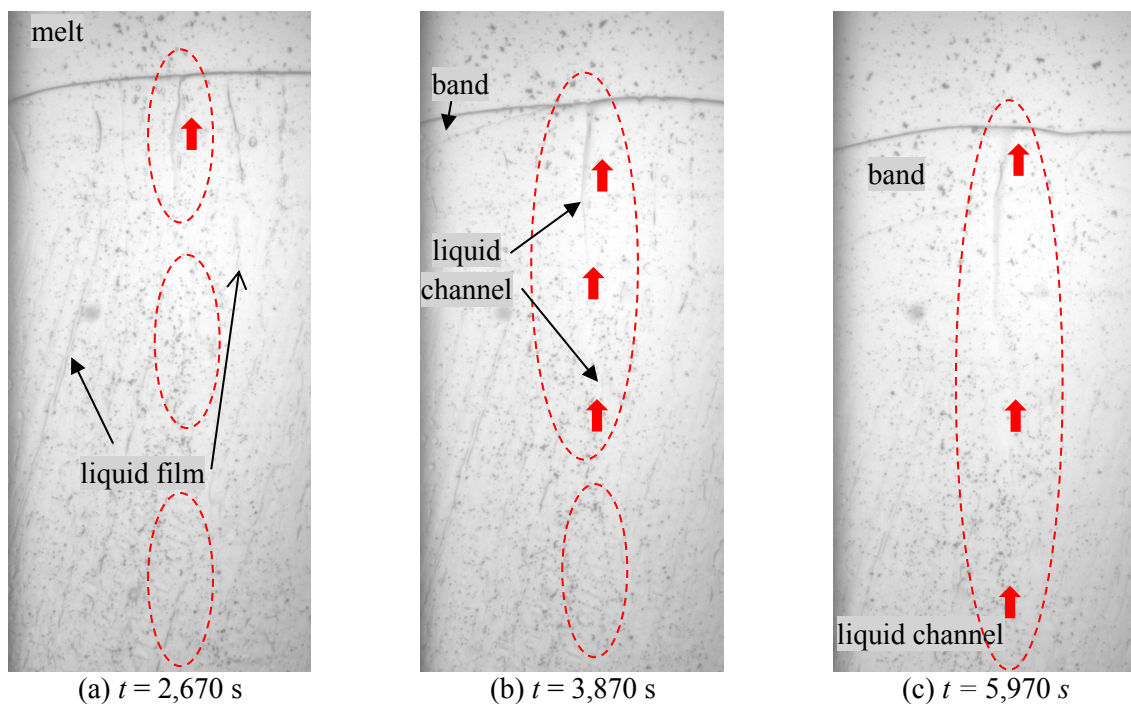 melt
liquid film
(a) t = 2,670 s
band
liquid
channel
(b) t = 3,870 s
band
liquid channel
(c) t = 5,970 s